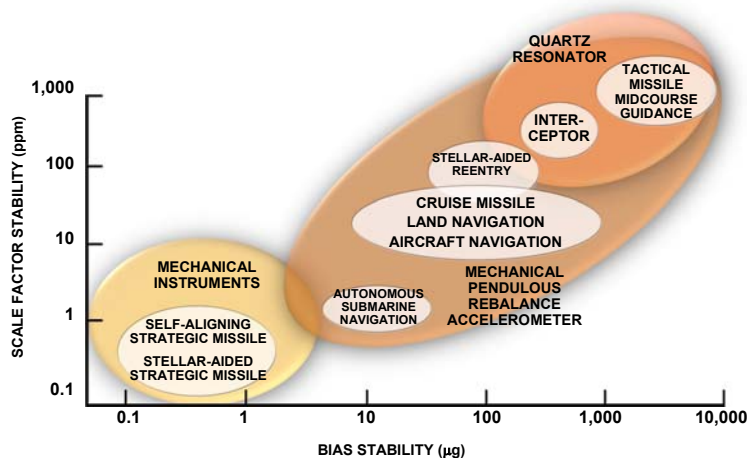 QUARTZ
RESONATOR
TACTICAL
MISSILE
MIDCOURSE
GUIDANCE
INTER-
CEPTOR
STELLAR-AIDED
REENTRY
CRUISE MISSILE
LAND NAVIGATION
AIRCRAFT NAVIGATION
MECHANICAL
PENDULOUS
REBALANCE
ACCELEROMETER
AUTONOMOUS
SUBMARINE
NAVIGATION
MECHANICAL
INSTRUMENTS
SELF-ALIGNING
STRATEGIC MISSILE
STELLAR-AIDED
STRATEGIC MISSILE
SCALE FACTOR STABILITY (ppm)
1,000
100
10
1
0.1
0.1
1
10
100
1,000
10,000
BIAS STABILITY (µg)